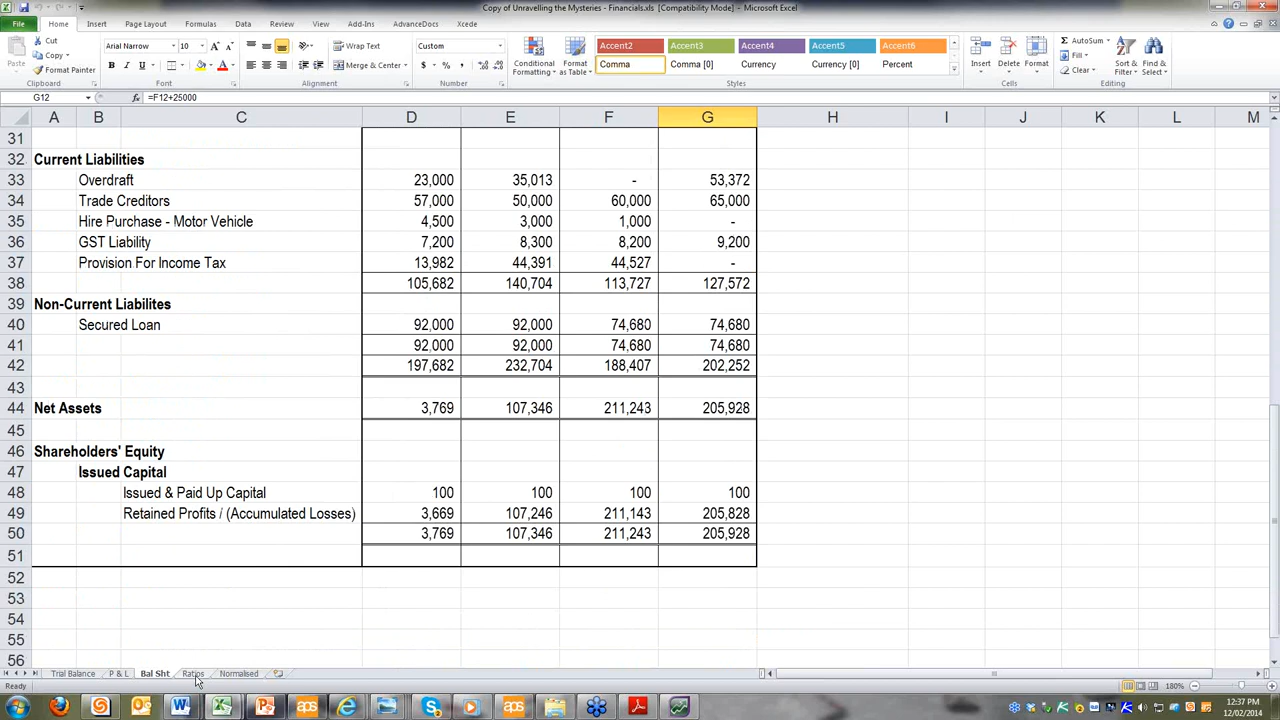 Copy of Unravelling the Mysteries - Financials.xls [Compatibility Mode] - Microsoft Excel
File Home Insert Page Layout Formulas Data Review View Add-Ins AdvanceDocs Xcede
Cut Arial Narrow 10 Wrap Text Custom Accent2 Accent3 Accent4 Accent5 Accent6 AutoSum
Copy Fill
Paste Format Painter B I U Merge & Center $ % , Conditional Formatting Format as Table Comma Comma [0] Currency Currency [0] Percent Insert Delete Format Clear Sort & Filter Find & Select
Clipboard Font Alignment Number Styles Cells Editing
G12 fx =F12+25000
A B C D E F G H I J K L M
31
32 Current Liabilities
33 Overdraft 23,000 35,013 - 53,372
34 Trade Creditors 57,000 50,000 60,000 65,000
35 Hire Purchase - Motor Vehicle 4,500 3,000 1,000 -
36 GST Liability 7,200 8,300 8,200 9,200
37 Provision For Income Tax 13,982 44,391 44,527 -
38 105,682 140,704 113,727 127,572
39 Non-Current Liabilites
40 Secured Loan 92,000 92,000 74,680 74,680
41 92,000 92,000 74,680 74,680
42 197,682 232,704 188,407 202,252
43
44 Net Assets 3,769 107,346 211,243 205,928
45
46 Shareholders' Equity
47 Issued Capital
48 Issued & Paid Up Capital 100 100 100 100
49 Retained Profits / (Accumulated Losses) 3,669 107,246 211,143 205,828
50 3,769 107,346 211,243 205,928
51
52
53
54
55
56
Trial Balance P & L Bal Sht Ratios Normalised
Ready 180%
12:37 PM
12/02/2014